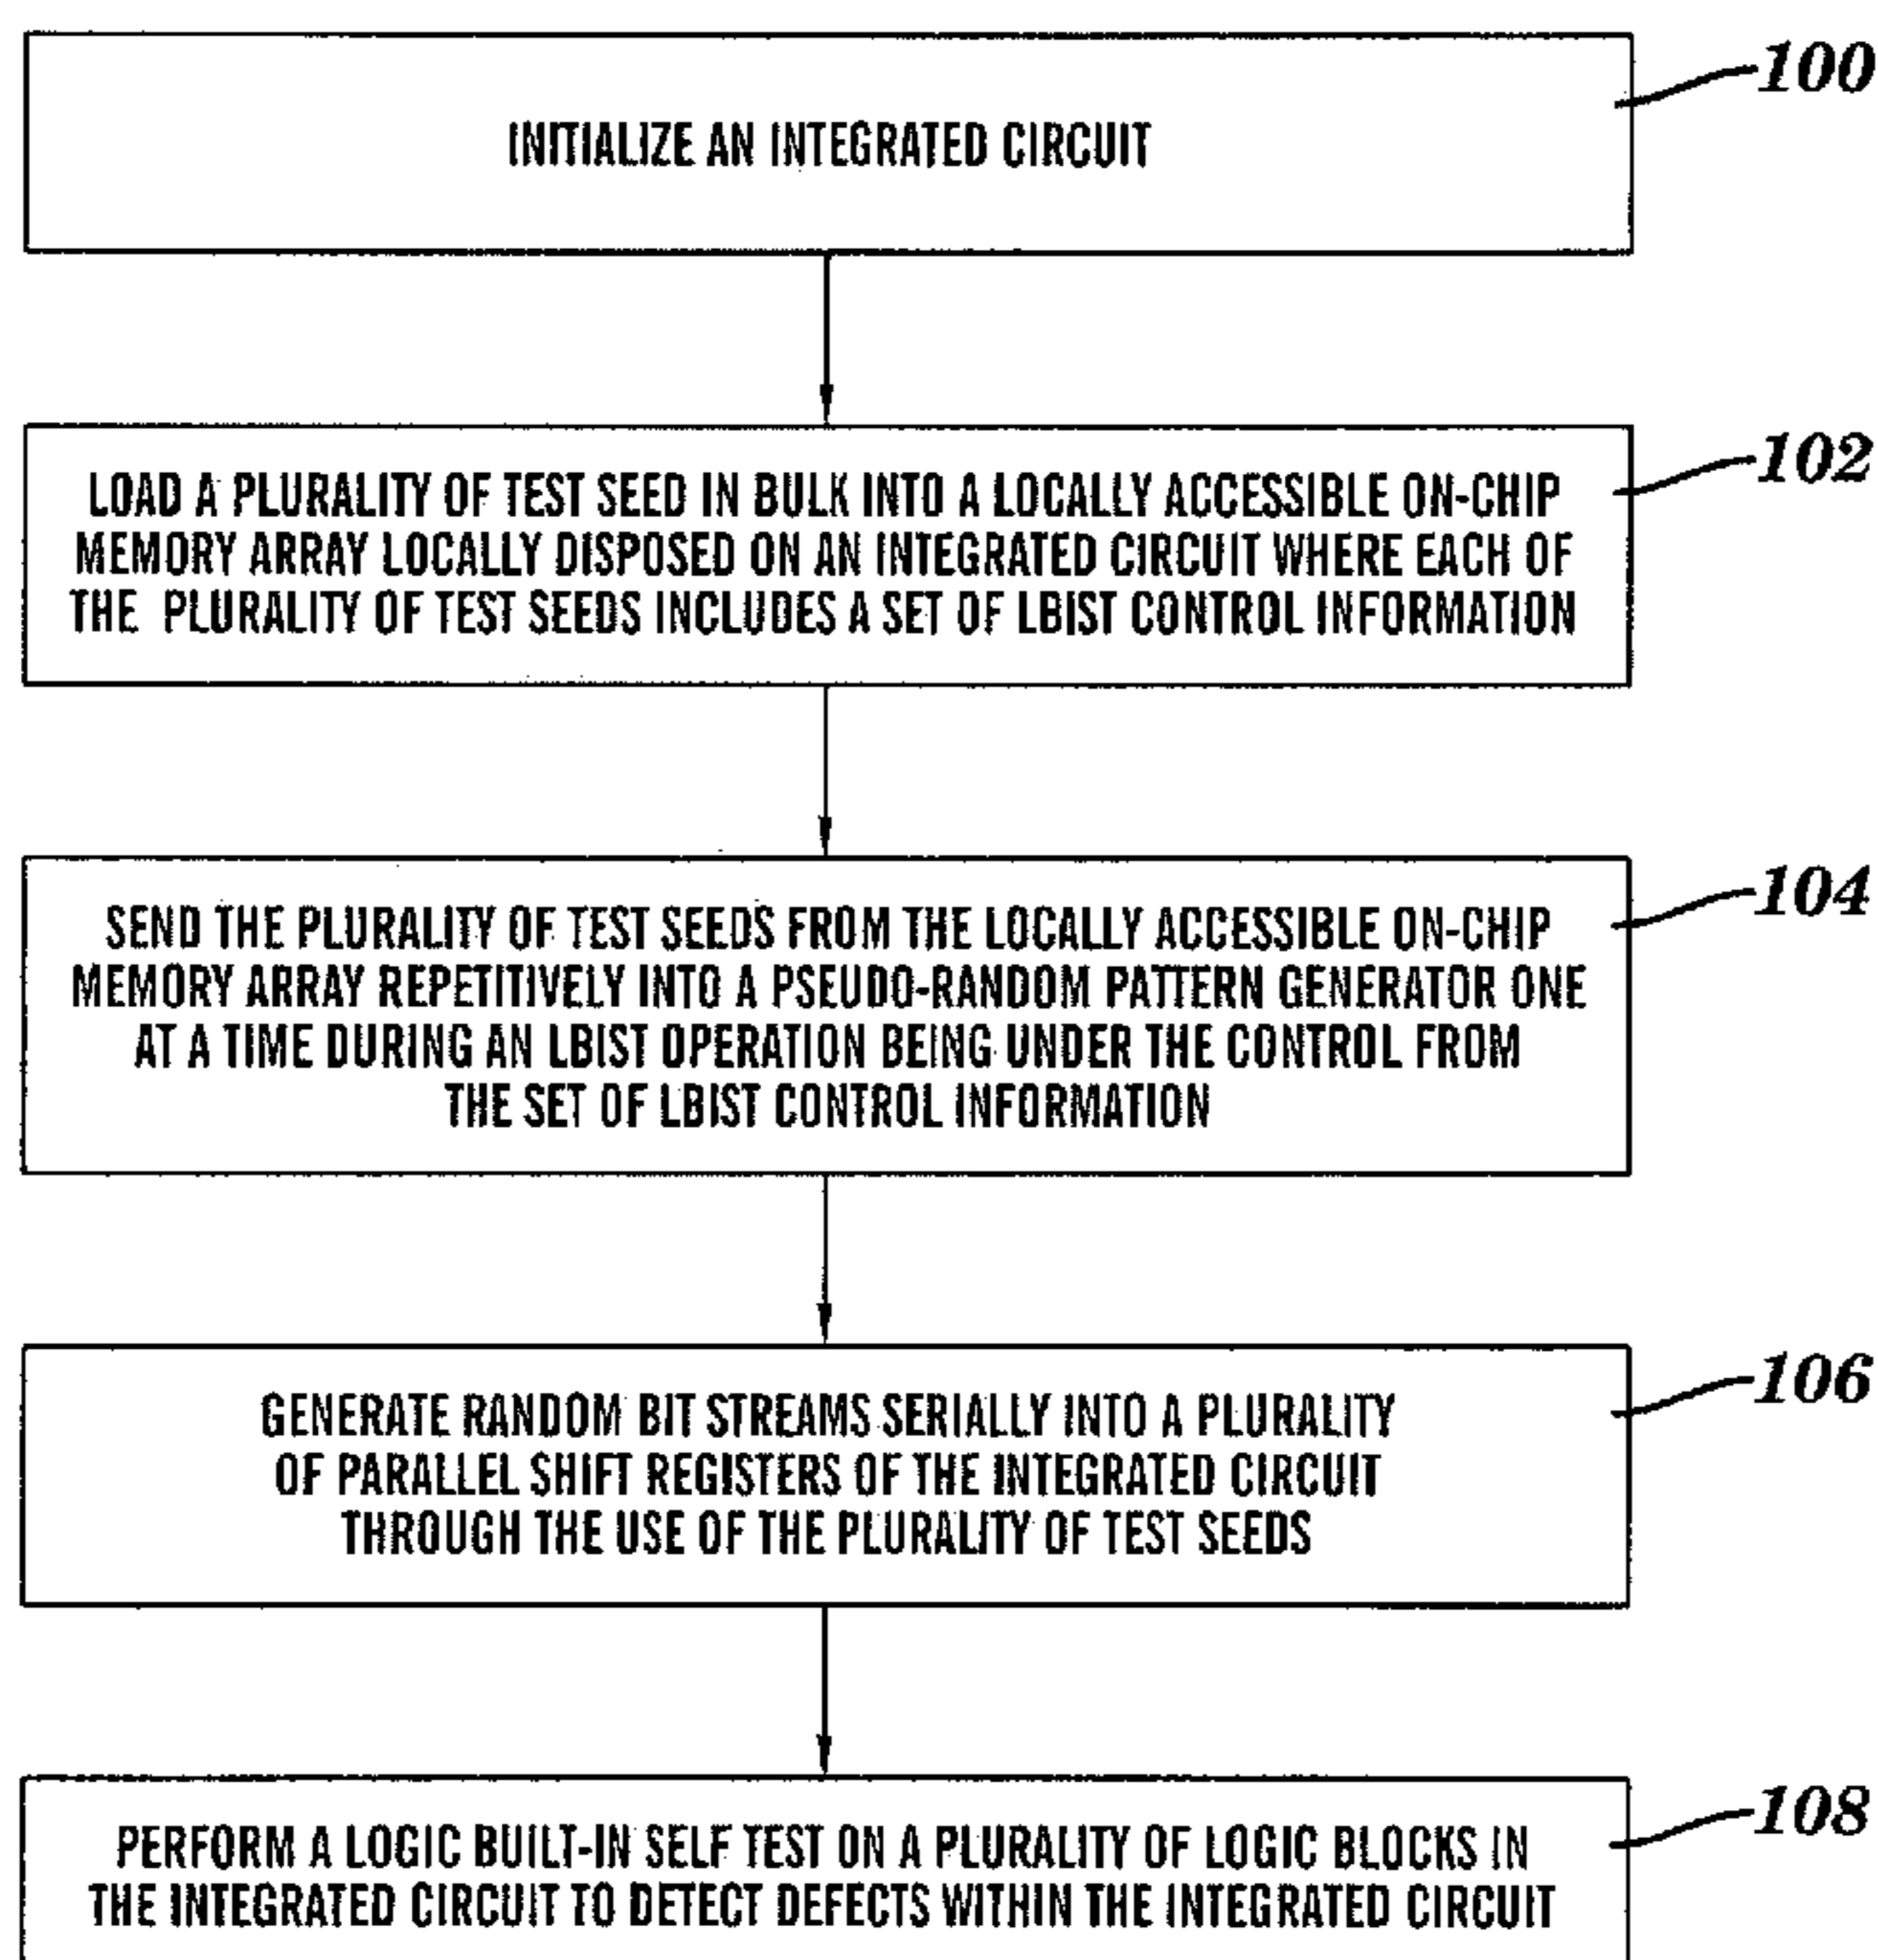 100
INITIALIZE AN INTEGRATED CIRCUIT
102
LOAD A PLURALITY OF TEST SEED IN BULK INTO A LOCALLY ACCESSIBLE ON-CHIP
MEMORY ARRAY LOCALLY DISPOSED ON AN INTEGRATED CIRCUIT WHERE EACH OF
THE PLURALITY OF TEST SEEDS INCLUDES A SET OF LBIST CONTROL INFORMATION
104
SEND THE PLURALITY OF TEST SEEDS FROM THE LOCALLY ACCESSIBLE ON-CHIP
MEMORY ARRAY REPETITIVELY INTO A PSEUDO-RANDOM PATTERN GENERATOR ONE
AT A TIME DURING AN LBIST OPERATION BEING UNDER THE CONTROL FROM
THE SET OF LBIST CONTROL INFORMATION
106
GENERATE RANDOM BIT STREAMS SERIALLY INTO A PLURALITY
OF PARALLEL SHIFT REGISTERS OF THE INTEGRATED CIRCUIT
THROUGH THE USE OF THE PLURALITY OF TEST SEEDS
108
PERFORM A LOGIC BUILT-IN SELF TEST ON A PLURALITY OF LOGIC BLOCKS IN
THE INTEGRATED CIRCUIT TO DETECT DEFECTS WITHIN THE INTEGRATED CIRCUIT